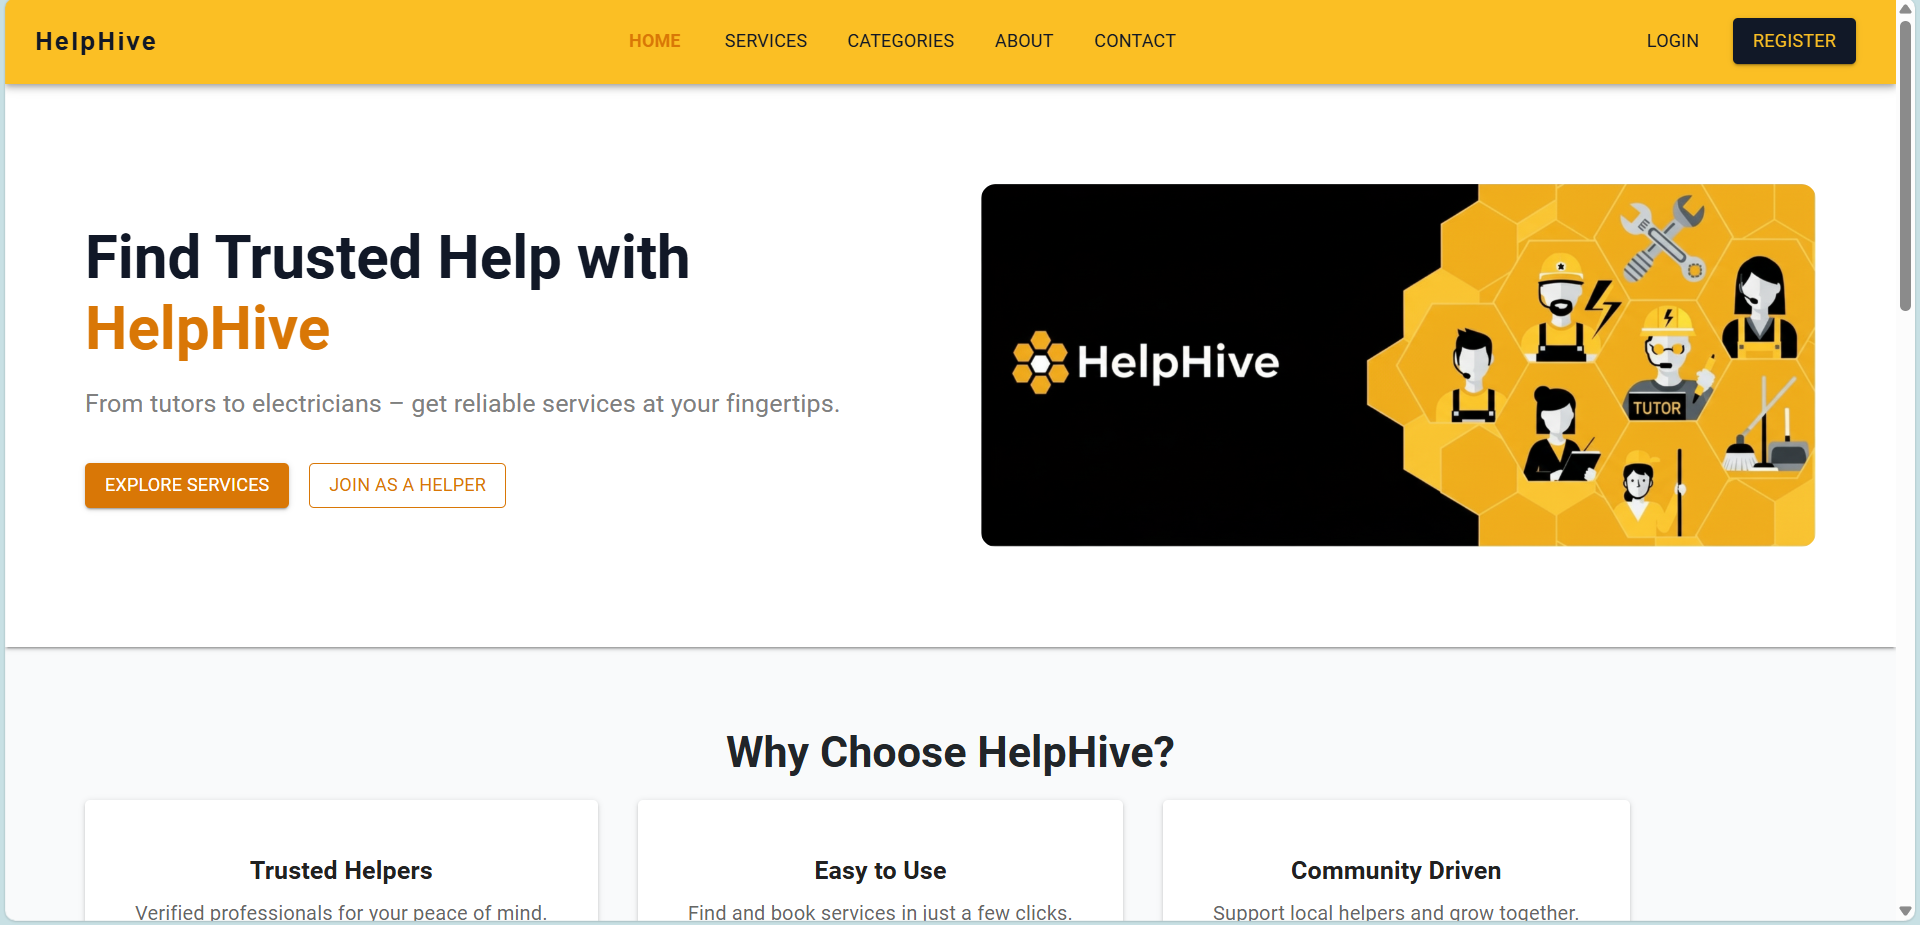 HelpHive
HOME SERVICES CATEGORIES ABOUT CONTACT
LOGIN REGISTER
Find Trusted Help with
HelpHive
From tutors to electricians – get reliable services at your fingertips.
EXPLORE SERVICES JOIN AS A HELPER
HelpHive
TUTOR
Why Choose HelpHive?
Trusted Helpers
Verified professionals for your peace of mind.
Easy to Use
Find and book services in just a few clicks.
Community Driven
Support local helpers and grow together.